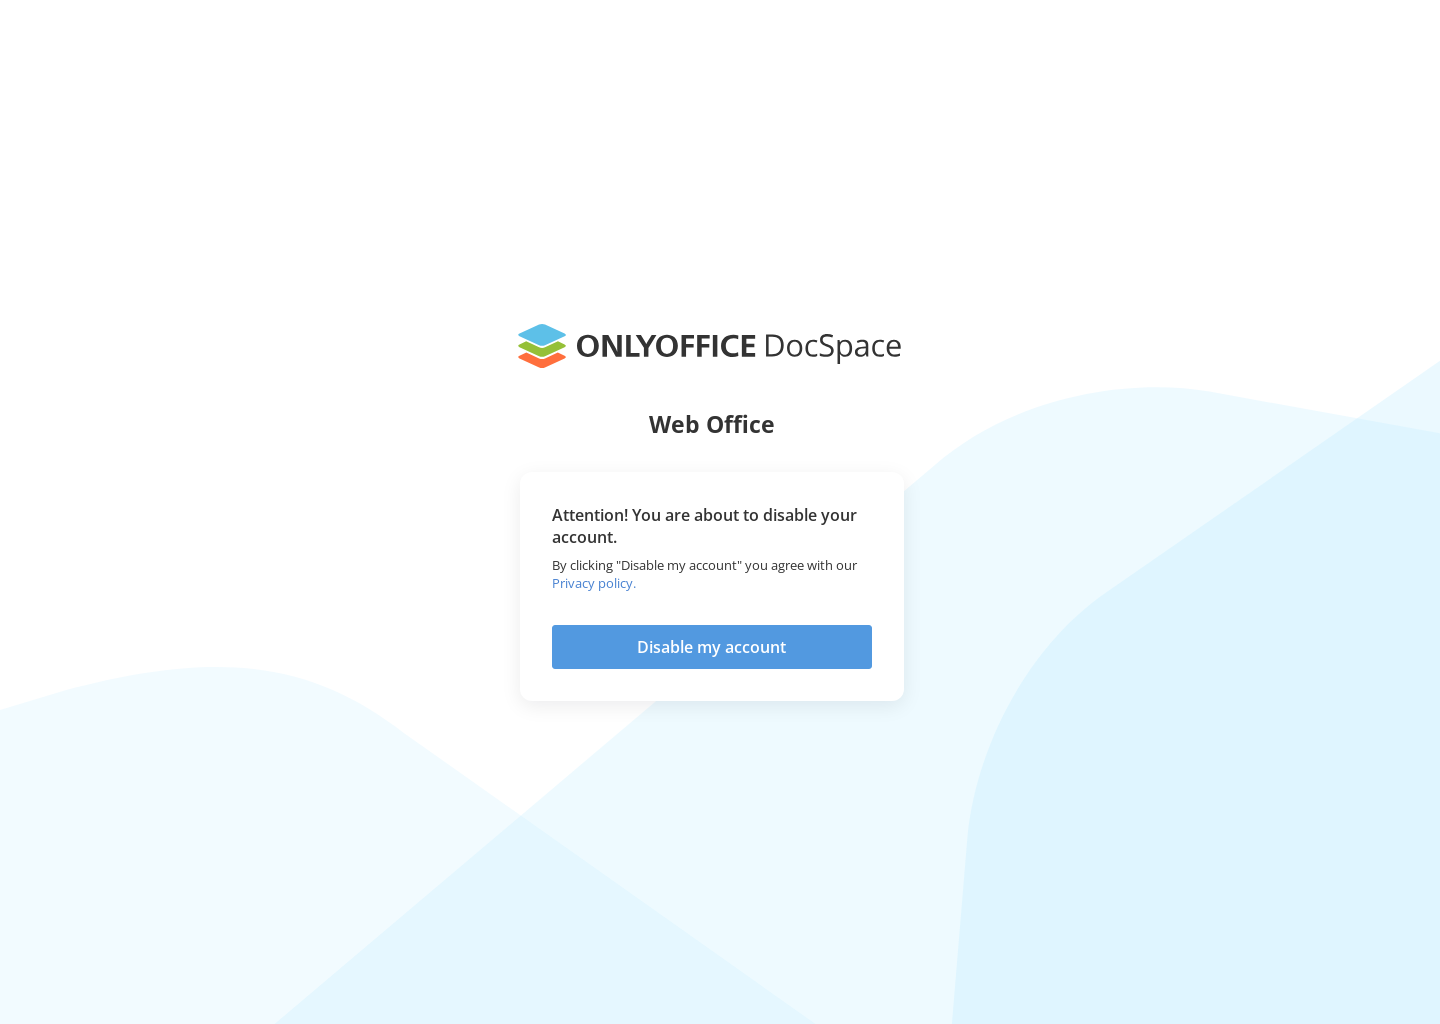 ONLYOFFICE DocSpace
Web Office
Attention! You are about to disable your
account.
By clicking "Disable my account" you agree with our
Privacy policy.
Disable my account